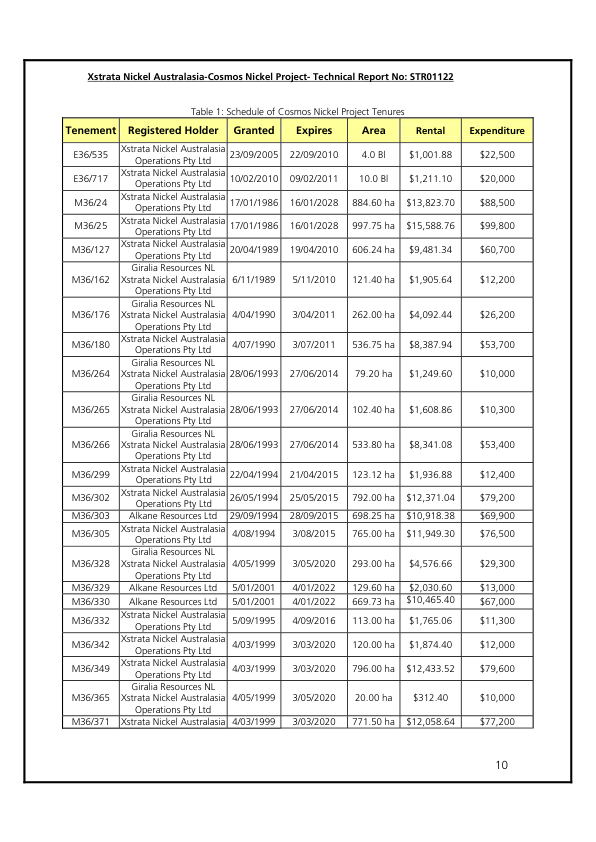 Xstrata Nickel Australasia-Cosmos Nickel Project- Technical Report No: STR01122
Table 1: Schedule of Cosmos Nickel Project Tenures
Tenement Registered Holder Granted Expires Area Rental Expenditure
E36/535 Xstrata Nickel Australasia Operations Pty Ltd 23/09/2005 22/09/2010 4.0 Bl $1,001.88 $22,500
E36/717 Xstrata Nickel Australasia Operations Pty Ltd 10/02/2010 09/02/2011 10.0 Bl $1,211.10 $20,000
M36/24 Xstrata Nickel Australasia Operations Pty Ltd 17/01/1986 16/01/2028 884.60 ha $13,823.70 $88,500
M36/25 Xstrata Nickel Australasia Operations Pty Ltd 17/01/1986 16/01/2028 997.75 ha $15,588.76 $99,800
M36/127 Xstrata Nickel Australasia Operations Pty Ltd 20/04/1989 19/04/2010 606.24 ha $9,481.34 $60,700
M36/162 Giralia Resources NL Xstrata Nickel Australasia Operations Pty Ltd 6/11/1989 5/11/2010 121.40 ha $1,905.64 $12,200
M36/176 Giralia Resources NL Xstrata Nickel Australasia Operations Pty Ltd 4/04/1990 3/04/2011 262.00 ha $4,092.44 $26,200
M36/180 Xstrata Nickel Australasia Operations Pty Ltd 4/07/1990 3/07/2011 536.75 ha $8,387.94 $53,700
M36/264 Giralia Resources NL Xstrata Nickel Australasia Operations Pty Ltd 28/06/1993 27/06/2014 79.20 ha $1,249.60 $10,000
M36/265 Giralia Resources NL Xstrata Nickel Australasia Operations Pty Ltd 28/06/1993 27/06/2014 102.40 ha $1,608.86 $10,300
M36/266 Giralia Resources NL Xstrata Nickel Australasia Operations Pty Ltd 28/06/1993 27/06/2014 533.80 ha $8,341.08 $53,400
M36/299 Xstrata Nickel Australasia Operations Pty Ltd 22/04/1994 21/04/2015 123.12 ha $1,936.88 $12,400
M36/302 Xstrata Nickel Australasia Operations Pty Ltd 26/05/1994 25/05/2015 792.00 ha $12,371.04 $79,200
M36/303 Alkane Resources Ltd 29/09/1994 28/09/2015 698.25 ha $10,918.38 $69,900
M36/305 Xstrata Nickel Australasia Operations Pty Ltd 4/08/1994 3/08/2015 765.00 ha $11,949.30 $76,500
M36/328 Giralia Resources NL Xstrata Nickel Australasia Operations Pty Ltd 4/05/1999 3/05/2020 293.00 ha $4,576.66 $29,300
M36/329 Alkane Resources Ltd 5/01/2001 4/01/2022 129.60 ha $2,030.60 $13,000
M36/330 Alkane Resources Ltd 5/01/2001 4/01/2022 669.73 ha $10,465.40 $67,000
M36/332 Xstrata Nickel Australasia Operations Pty Ltd 5/09/1995 4/09/2016 113.00 ha $1,765.06 $11,300
M36/342 Xstrata Nickel Australasia Operations Pty Ltd 4/03/1999 3/03/2020 120.00 ha $1,874.40 $12,000
M36/349 Xstrata Nickel Australasia Operations Pty Ltd 4/03/1999 3/03/2020 796.00 ha $12,433.52 $79,600
M36/365 Giralia Resources NL Xstrata Nickel Australasia Operations Pty Ltd 4/05/1999 3/05/2020 20.00 ha $312.40 $10,000
M36/371 Xstrata Nickel Australasia 4/03/1999 3/03/2020 771.50 ha $12,058.64 $77,200
10